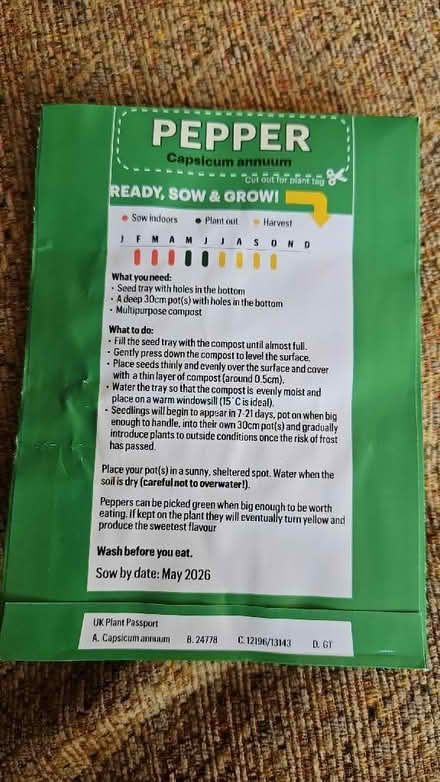 PEPPER
Capsicum annuum
Cut out for plant tag
READY, SOW & GROW!
Sow indoors Plant out Harvest
J F M A M J J A S O N D
What you need:
· Seed tray with holes in the bottom
· A deep 30cm pot(s) with holes in the bottom
· Multipurpose compost
What to do:
· Fill the seed tray with the compost until almost full.
· Gently press down the compost to level the surface.
· Place seeds thinly and evenly over the surface and cover
with a thin layer of compost (around 0.5cm).
· Water the tray so that the compost is evenly moist and
place on a warm windowsill (15°C is ideal).
· Seedlings will begin to appear in 7-21 days, pot on when big
enough to handle, into their own 30cm pot(s) and gradually
introduce plants to outside conditions once the risk of frost
has passed.
Place your pot(s) in a sunny, sheltered spot. Water when the
soil is dry (careful not to overwater!).
Peppers can be picked green when big enough to be worth
eating. If kept on the plant they will eventually turn yellow and
produce the sweetest flavour
Wash before you eat.
Sow by date: May 2026
UK Plant Passport
A. Capsicum annuum B. 24778 C. 12196/13143 D. GT